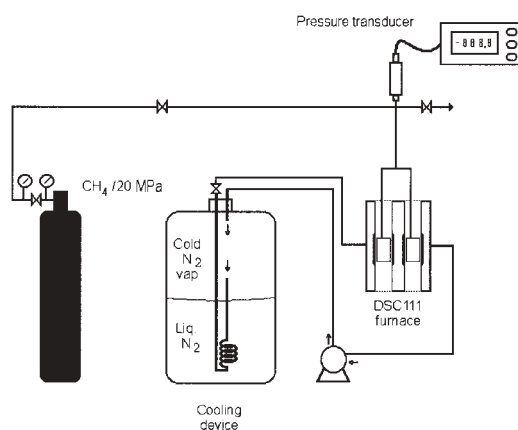 Pressure transducer
-888.8
CH4 /20 MPa
Cold
N2
vap
Liq.
N2
DSC111
furnace
Cooling
device